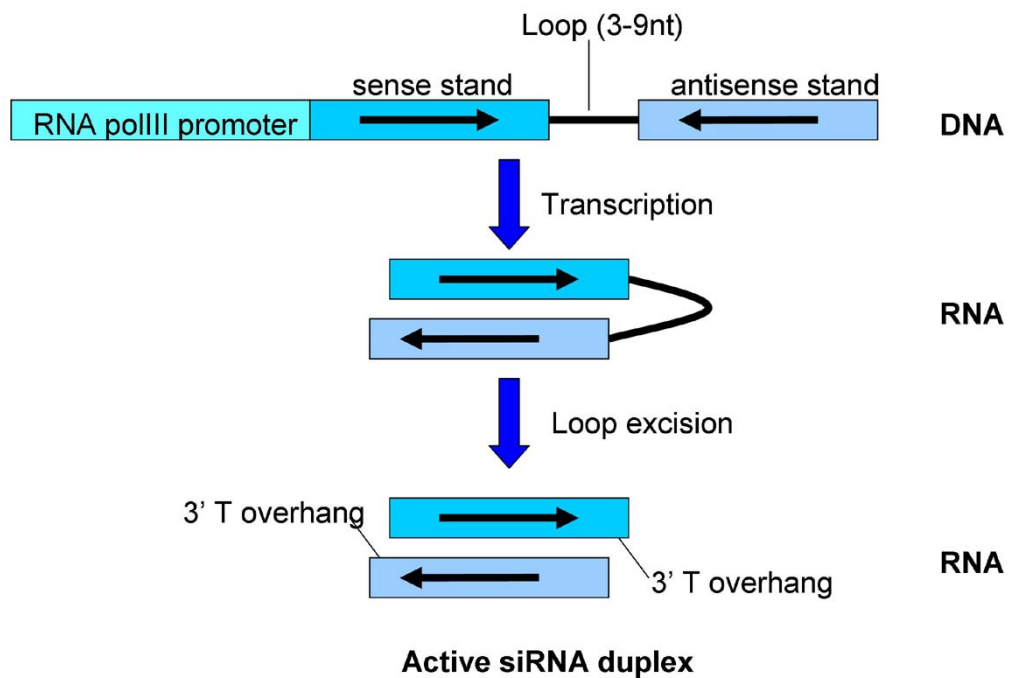 Loop (3-9nt)
sense stand
antisense stand
RNA polIII promoter
DNA
Transcription
RNA
Loop excision
3’ T overhang
3’ T overhang
RNA
Active siRNA duplex